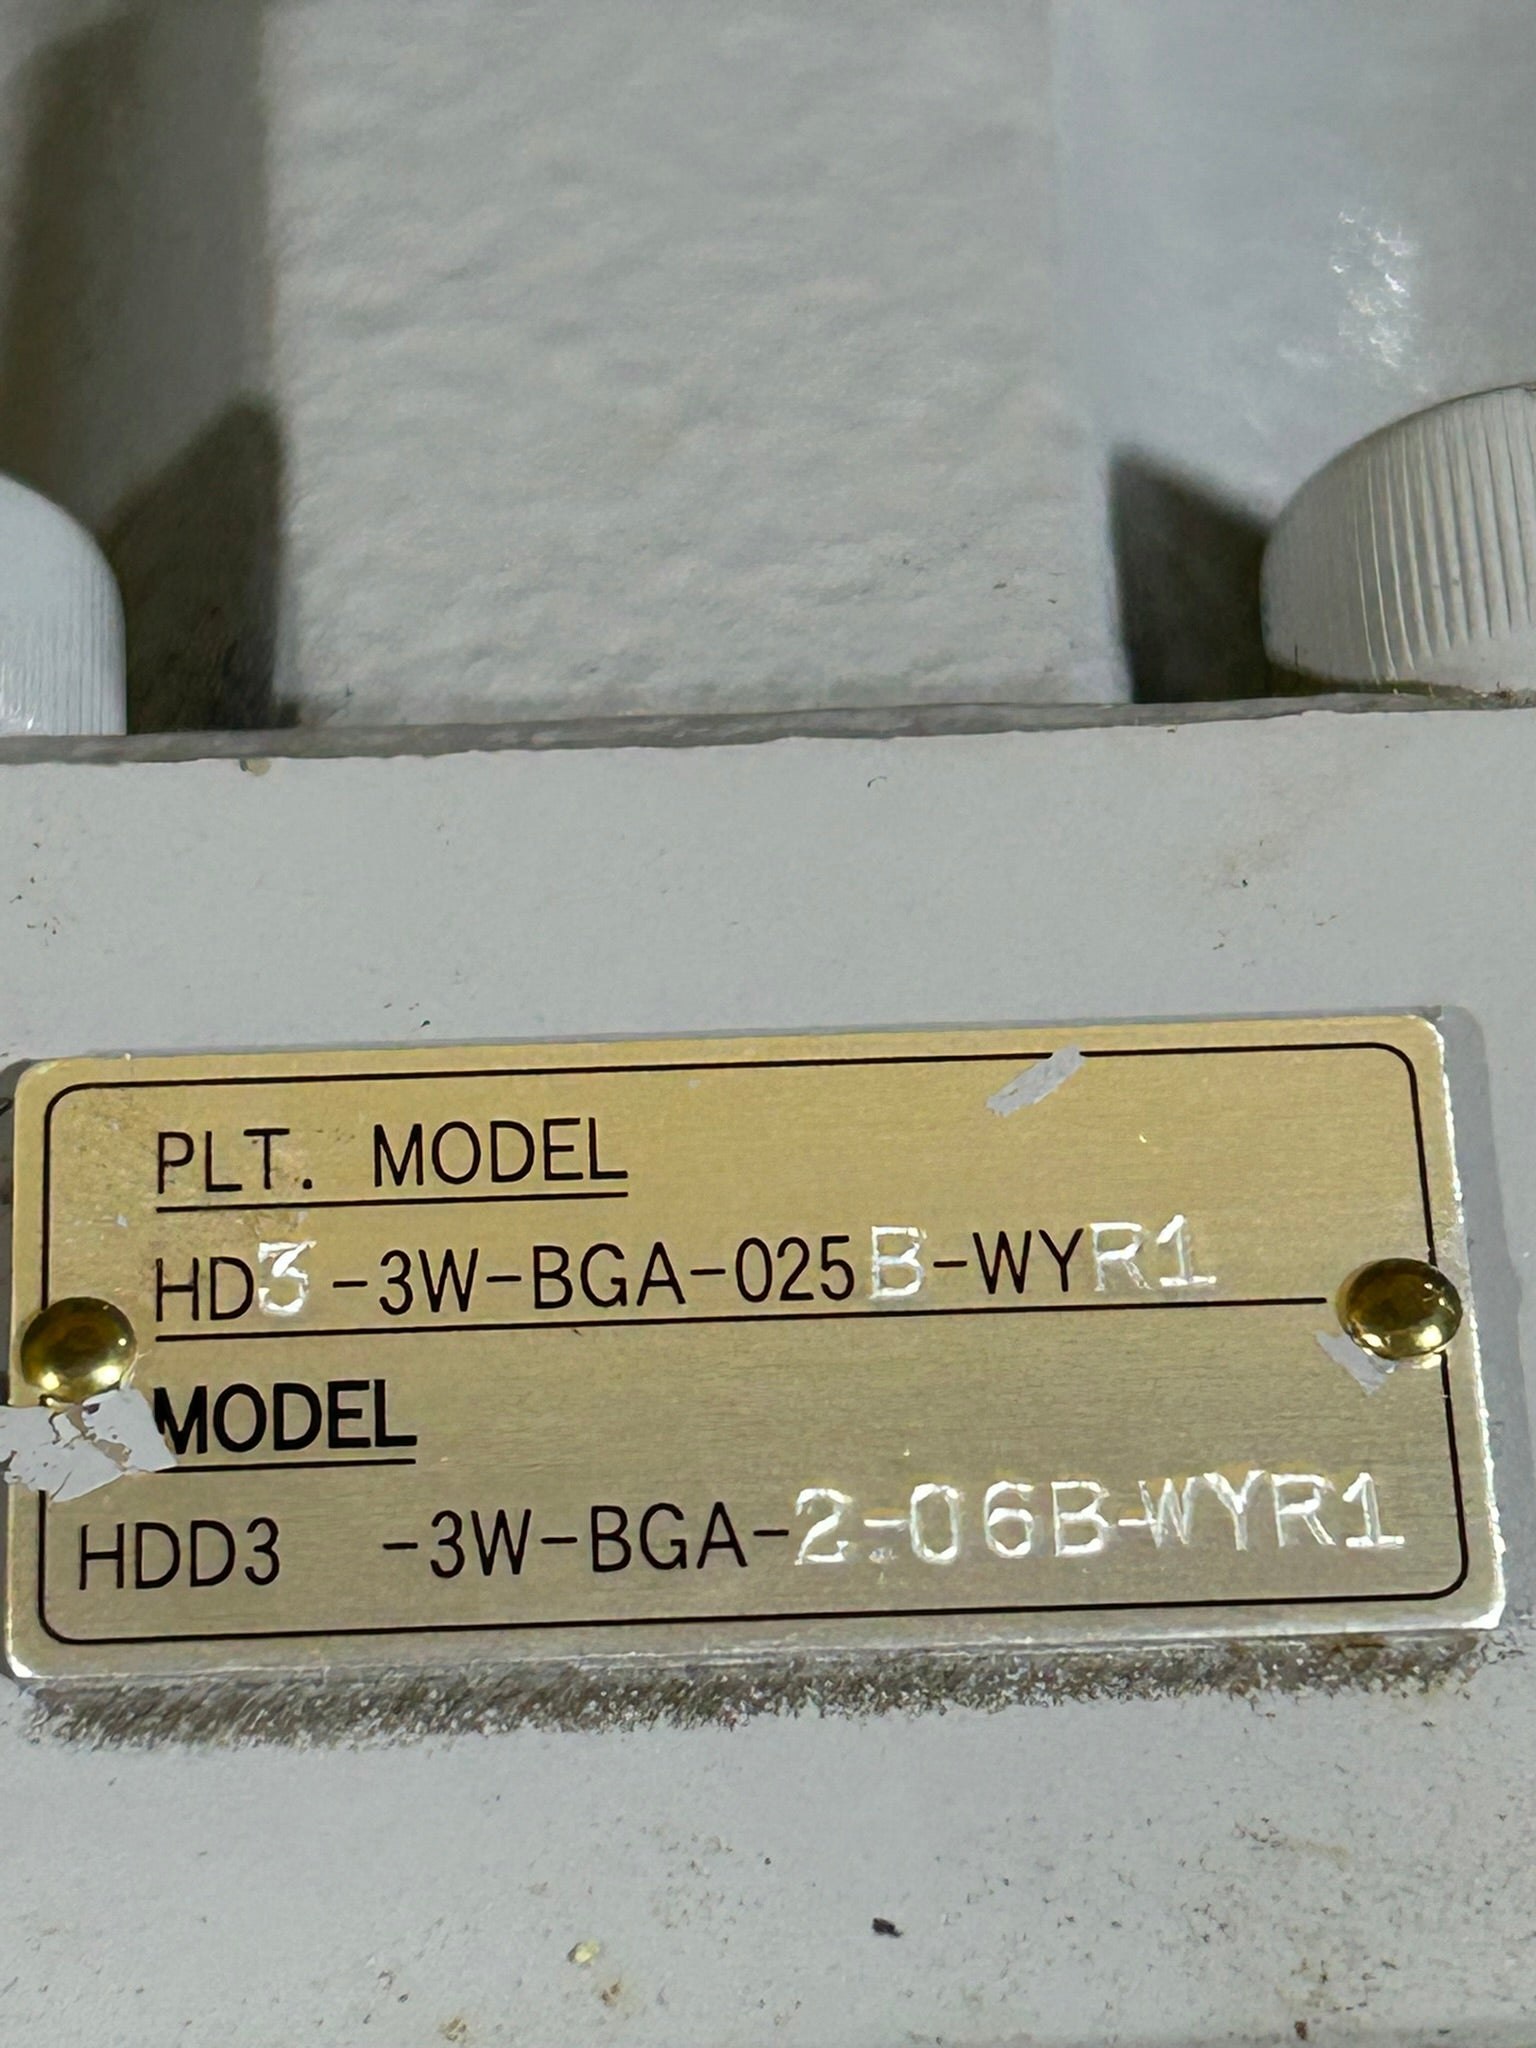 PLT. MODEL
HD3-3W-BGA-025B-WYR1
MODEL
HDD3 -3W-BGA-2-06B-WYR1